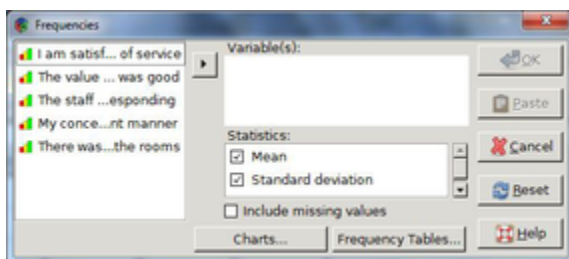 Frequencies
I am satisf... of service
The value ... was good
The staff ...esponding
My conce...nt manner
There was...the rooms
Variable(s):
Statistics:
Mean
Standard deviation
Include missing values
Charts...
Frequency Tables...
OK
Paste
Cancel
Reset
Help